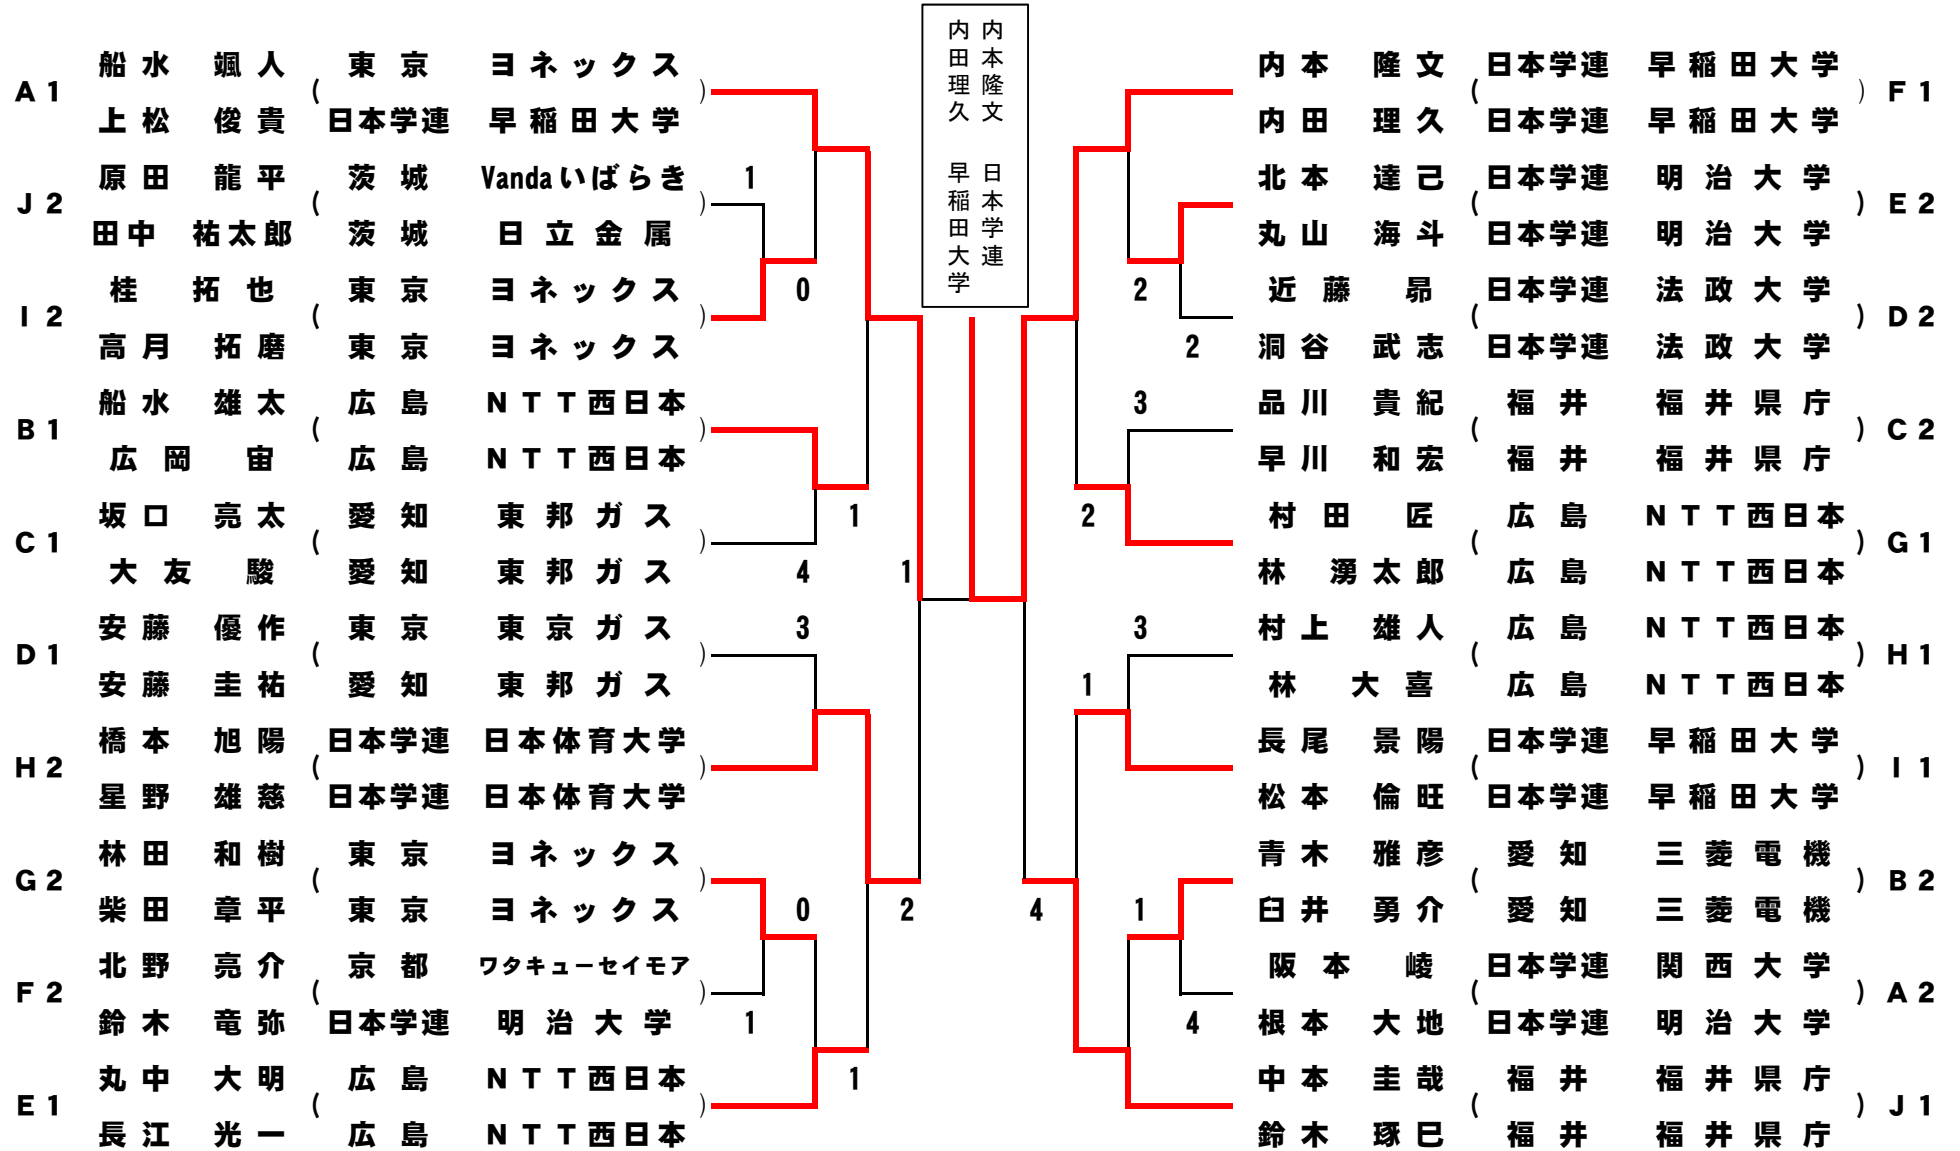 A1 船水 颯人 ( 東京 ヨネックス )
上松 俊貴 日本学連 早稲田大学
J2 原田 龍平 ( 茨城 Vandaいばらき ) 1
田中 祐太郎 茨城 日立金属
I2 桂 拓也 ( 東京 ヨネックス ) 0
高月 拓磨 東京 ヨネックス
B1 船水 雄太 ( 広島 NTT西日本 )
広岡 宙 広島 NTT西日本
1
C1 坂口 亮太 ( 愛知 東邦ガス )
大友 駿 愛知 東邦ガス
4 1
D1 安藤 優作 ( 東京 東京ガス ) 3
安藤 圭祐 愛知 東邦ガス
H2 橋本 旭陽 ( 日本学連 日本体育大学 )
星野 雄慈 日本学連 日本体育大学
G2 林田 和樹 ( 東京 ヨネックス )
柴田 章平 東京 ヨネックス
0 2
F2 北野 亮介 ( 京都 ワタキューセイモア )
鈴木 竜弥 日本学連 明治大学
1
E1 丸中 大明 ( 広島 NTT西日本 ) 1
長江 光一 広島 NTT西日本
内本隆文 日本学連
内田理久 早稲田大学
内本 隆文 ( 日本学連 早稲田大学 ) F1
内田 理久 日本学連 早稲田大学
北本 達己 ( 日本学連 明治大学 ) E2
丸山 海斗 日本学連 明治大学
2 近藤 昴 ( 日本学連 法政大学 ) D2
2 洞谷 武志 日本学連 法政大学
3 品川 貴紀 ( 福井 福井県庁 ) C2
早川 和宏 福井 福井県庁
2 村田 匠 ( 広島 NTT西日本 ) G1
林 湧太郎 広島 NTT西日本
3 村上 雄人 ( 広島 NTT西日本 ) H1
1 林 大喜 広島 NTT西日本
長尾 景陽 ( 日本学連 早稲田大学 ) I1
松本 倫旺 日本学連 早稲田大学
青木 雅彦 ( 愛知 三菱電機 ) B2
4 1 臼井 勇介 愛知 三菱電機
阪本 崚 ( 日本学連 関西大学 ) A2
4 根本 大地 日本学連 明治大学
中本 圭哉 ( 福井 福井県庁 ) J1
鈴木 琢巳 福井 福井県庁